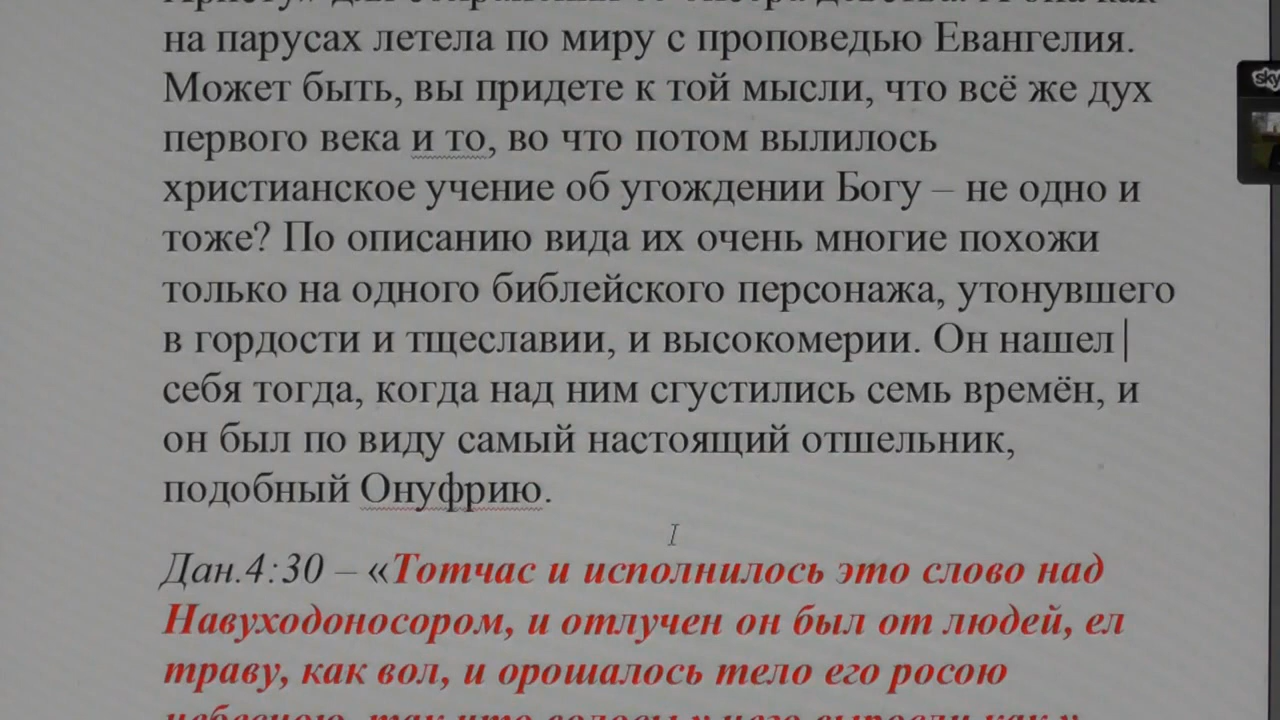 на парусах летела по миру с проповедью Евангелия.
Может быть, вы придете к той мысли, что всё же дух
первого века и то, во что потом вылилось
христианское учение об угождении Богу – не одно и
тоже? По описанию вида их очень многие похожи
только на одного библейского персонажа, утонувшего
в гордости и тщеславии, и высокомерии. Он нашел
себя тогда, когда над ним сгустились семь времён, и
он был по виду самый настоящий отшельник,
подобный Онуфрию.
Дан.4:30 – «Тотчас и исполнилось это слово над
Навуходоносором, и отлучен он был от людей, ел
траву, как вол, и орошалось тело его росою
sky